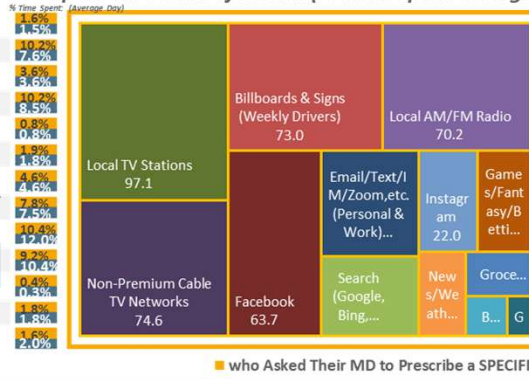 % Time Spent: (Average Day)
1.6%
1.5%
10.2%
7.6%
3.6%
3.6%
10.2%
8.5%
0.8%
0.8%
1.9%
1.8%
4.6%
4.6%
7.8%
7.5%
10.4%
12.0%
9.2%
10.4%
0.4%
0.3%
1.8%
1.8%
1.6%
2.0%
Local TV Stations
97.1
Non-Premium Cable
TV Networks
74.6
Billboards & Signs
(Weekly Drivers)
73.0
Local AM/FM Radio
70.2
Facebook
63.7
Email/Text/I
M/Zoom,etc.
(Personal &
Work)...
Instagr
am
22.0
Game
s/Fant
asy/B
etti...
Search
(Google,
Bing,...
New
s/We
ath...
Groce...
B...
G
who Asked Their MD to Prescribe a SPECIFI